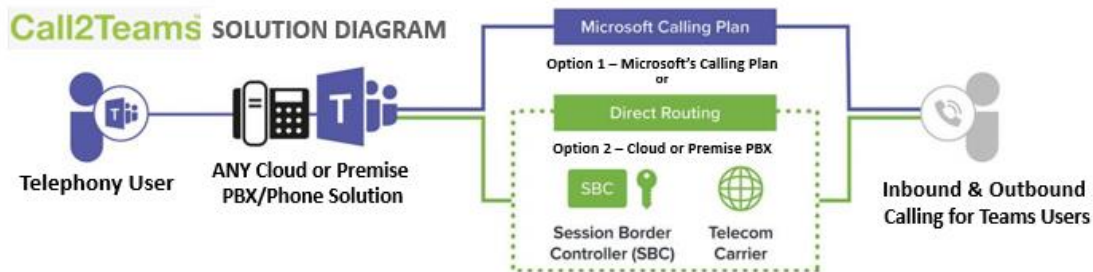 Call2Teams™ SOLUTION DIAGRAM
Microsoft Calling Plan
Option 1 – Microsoft's Calling Plan
or
Direct Routing
Option 2 – Cloud or Premise PBX
T
T
Telephony User
ANY Cloud or Premise
PBX/Phone Solution
SBC
Session Border
Controller (SBC)
Telecom
Carrier
Inbound & Outbound
Calling for Teams Users